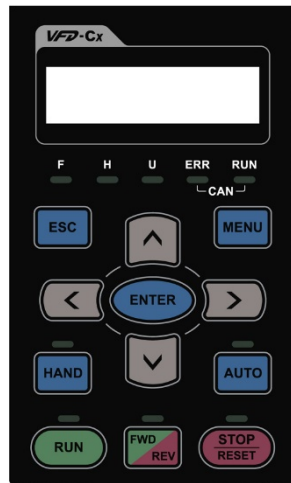 VFD-Cx
F H U ERR RUN
CAN
ESC MENU
ENTER
HAND AUTO
RUN FWD REV STOP RESET